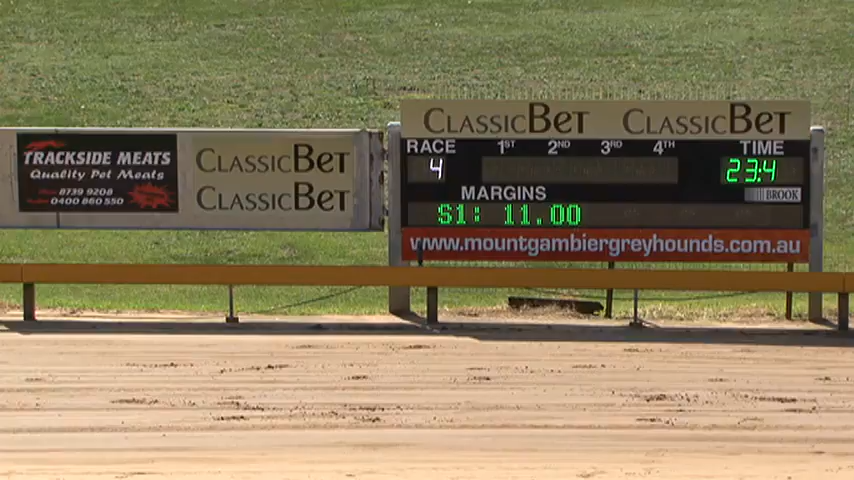 CLASSICBET CLASSICBET
RACE 1ST 2ND 3RD 4TH TIME
4 23:4
MARGINS BROOK
S1: 11.00
www.mountgambiergreyhounds.com.au
TRACKSIDE MEATS
Quality Pet Meats
8739 9208
0400 860 550
CLASSICBET
CLASSICBET